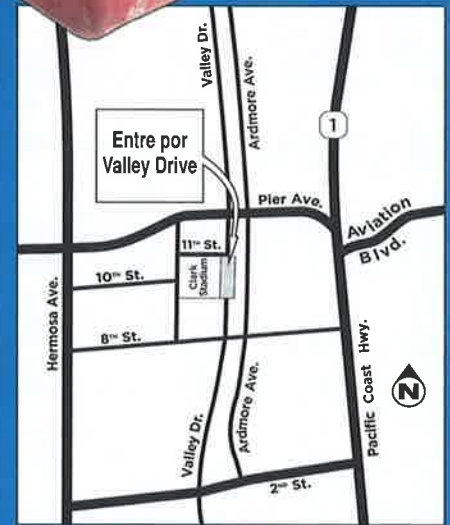 Valley Dr.
Ardmore Ave.
1
Entre por
Valley Drive
Pier Ave.
Aviation
Blvd.
11TH St.
Clark
Stadium
10TH St.
Hermosa Ave.
8TH St.
Pacific Coast Hwy.
N
Valley Dr.
Ardmore Ave.
2ND St.